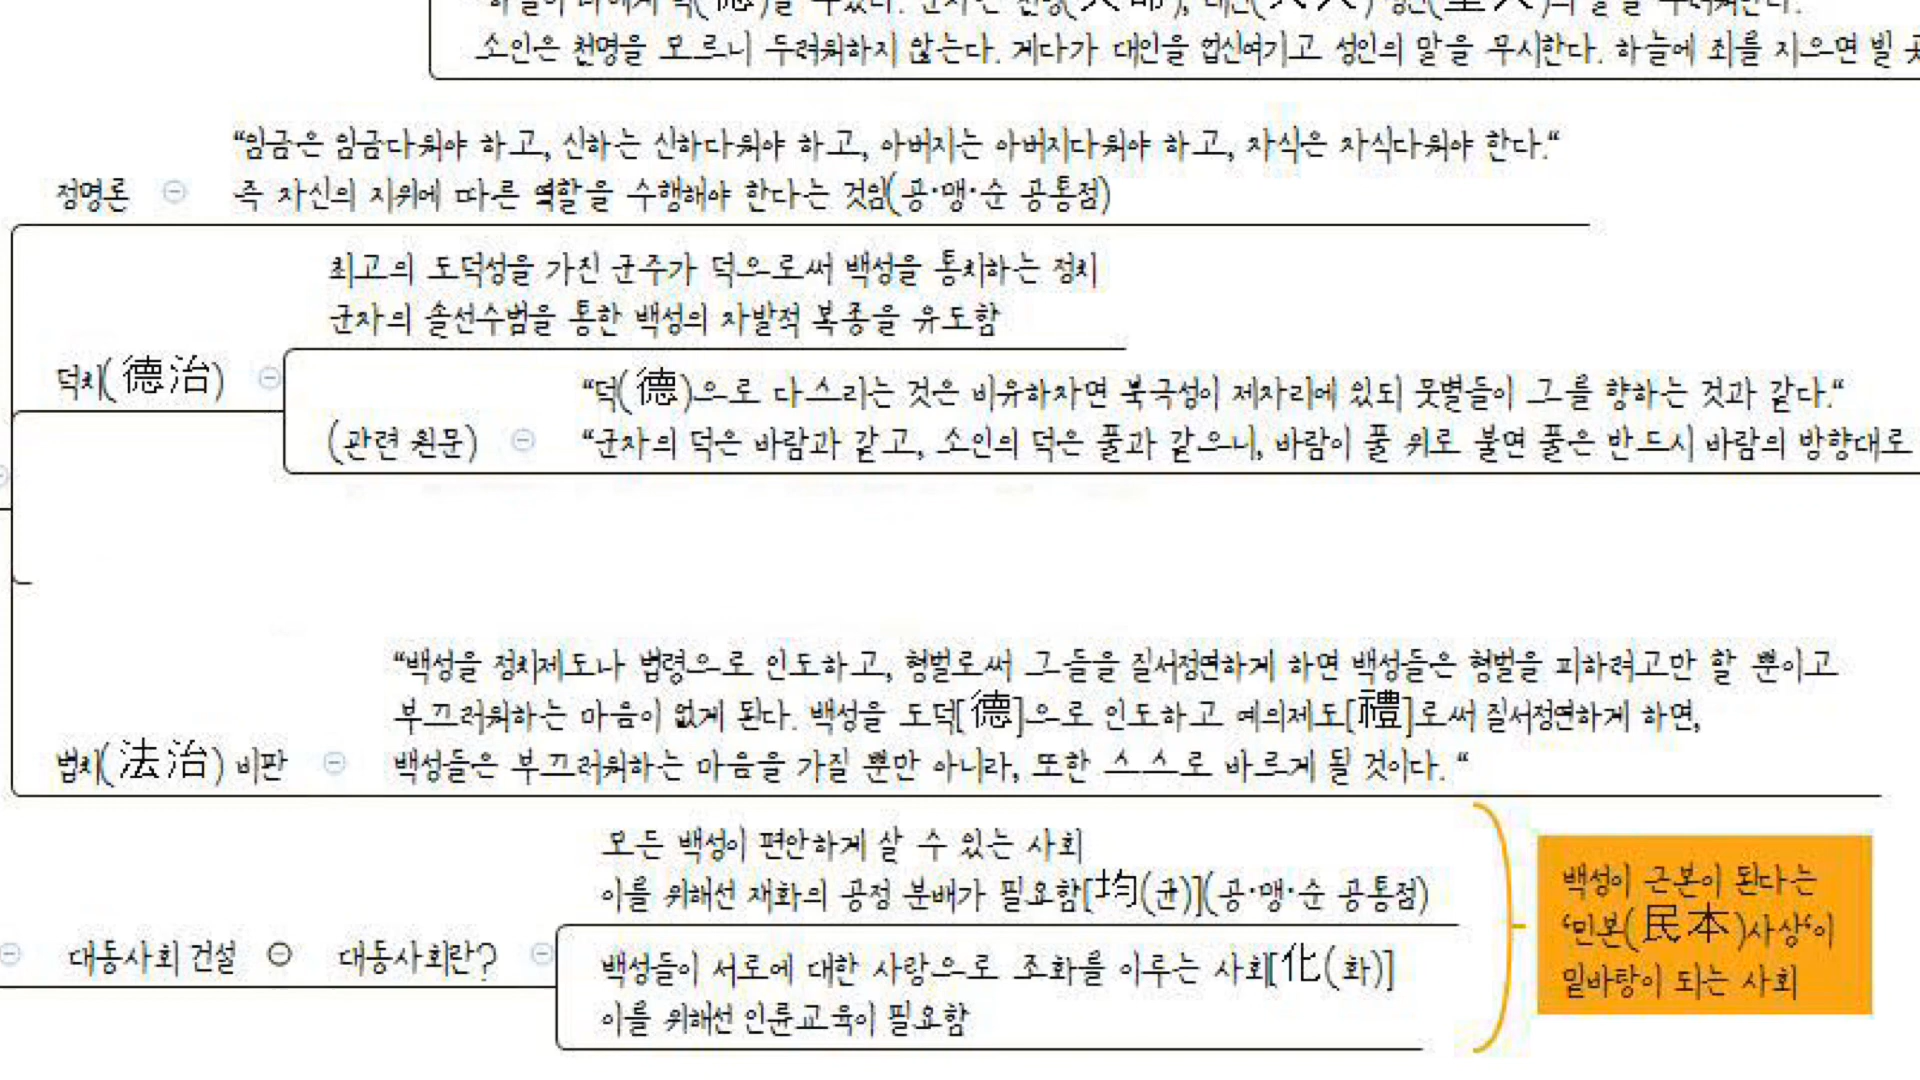 소인은 천명을 모르니 두려워하지 않는다. 게다가 대인을 업신여기고 성인의 말을 무시한다. 하늘에 죄를 지으면 빌
“임금은 임금다워야 하고, 신하는 신하다워야 하고, 아버지는 아버지다워야 하고, 자식은 자식다워야 한다.“
정명론
즉 자신의 지위에 따른 역할을 수행해야 한다는 것임(공·맹·순 공통점)
최고의 도덕성을 가진 군주가 덕으로써 백성을 통치하는 정치
군자의 솔선수범을 통한 백성의 자발적 복종을 유도함
덕치(德治)
“덕(德)으로 다스리는 것은 비유하자면 북극성이 제자리에 있되 뭇별들이 그를 향하는 것과 같다.“
(관련 원문)
“군자의 덕은 바람과 같고, 소인의 덕은 풀과 같으니, 바람이 풀 위로 불면 풀은 반드시 바람의 방향대로
“백성을 정치제도나 법령으로 인도하고, 형벌로써 그들을 질서정연하게 하면 백성들은 형벌을 피하려고만 할 뿐이고
부끄러워하는 마음이 없게 된다. 백성을 도덕[德]으로 인도하고 예의제도[禮]로써 질서정연하게 하면,
법치(法治) 비판
백성들은 부끄러워하는 마음을 가질 뿐만 아니라, 또한 스스로 바르게 될 것이다. “
모든 백성이 편안하게 살 수 있는 사회
이를 위해선 재화의 공정 분배가 필요함[均(균)](공·맹·순 공통점)
대동사회 건설
대동사회란?
백성들이 서로에 대한 사랑으로 조화를 이루는 사회[化(화)]
이를 위해선 인륜교육이 필요함
백성이 근본이 된다는
‘민본(民本)사상‘이
밑바탕이 되는 사회